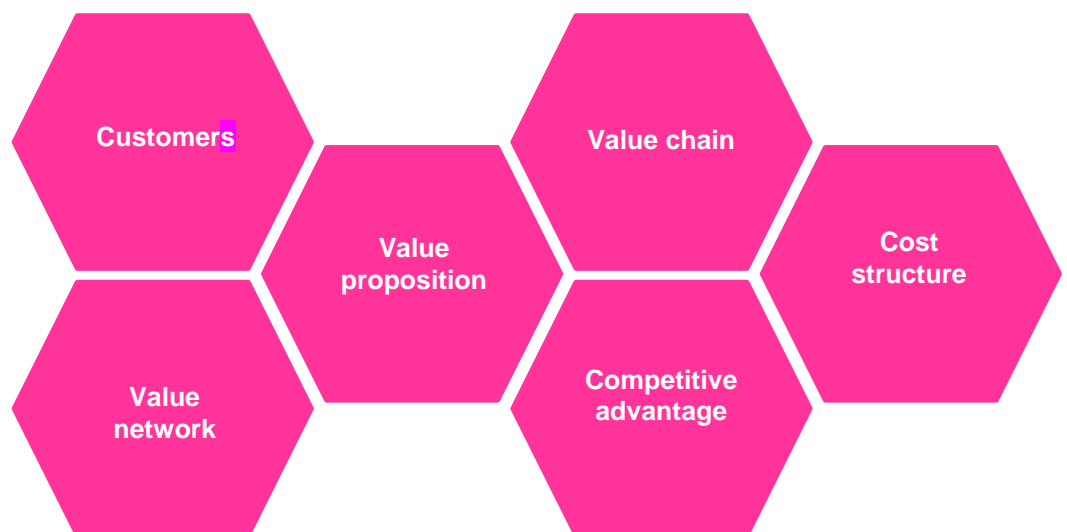 Customers
Value chain
Value
proposition
Cost
structure
Value
network
Competitive
advantage